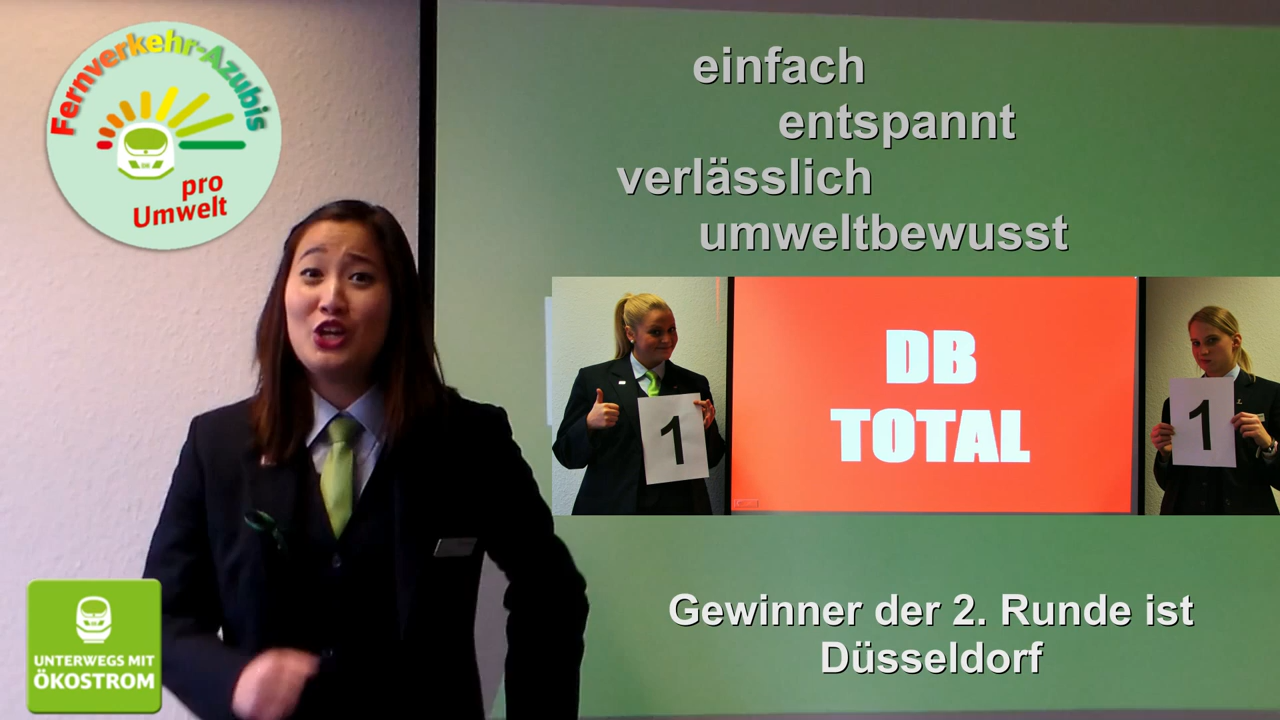 Fernverkehr-Azubis
pro
Umwelt
einfach
entspannt
verlässlich
umweltbewusst
1
DB
TOTAL
1
Gewinner der 2. Runde ist
Düsseldorf
UNTERWEGS MIT
ÖKOSTROM